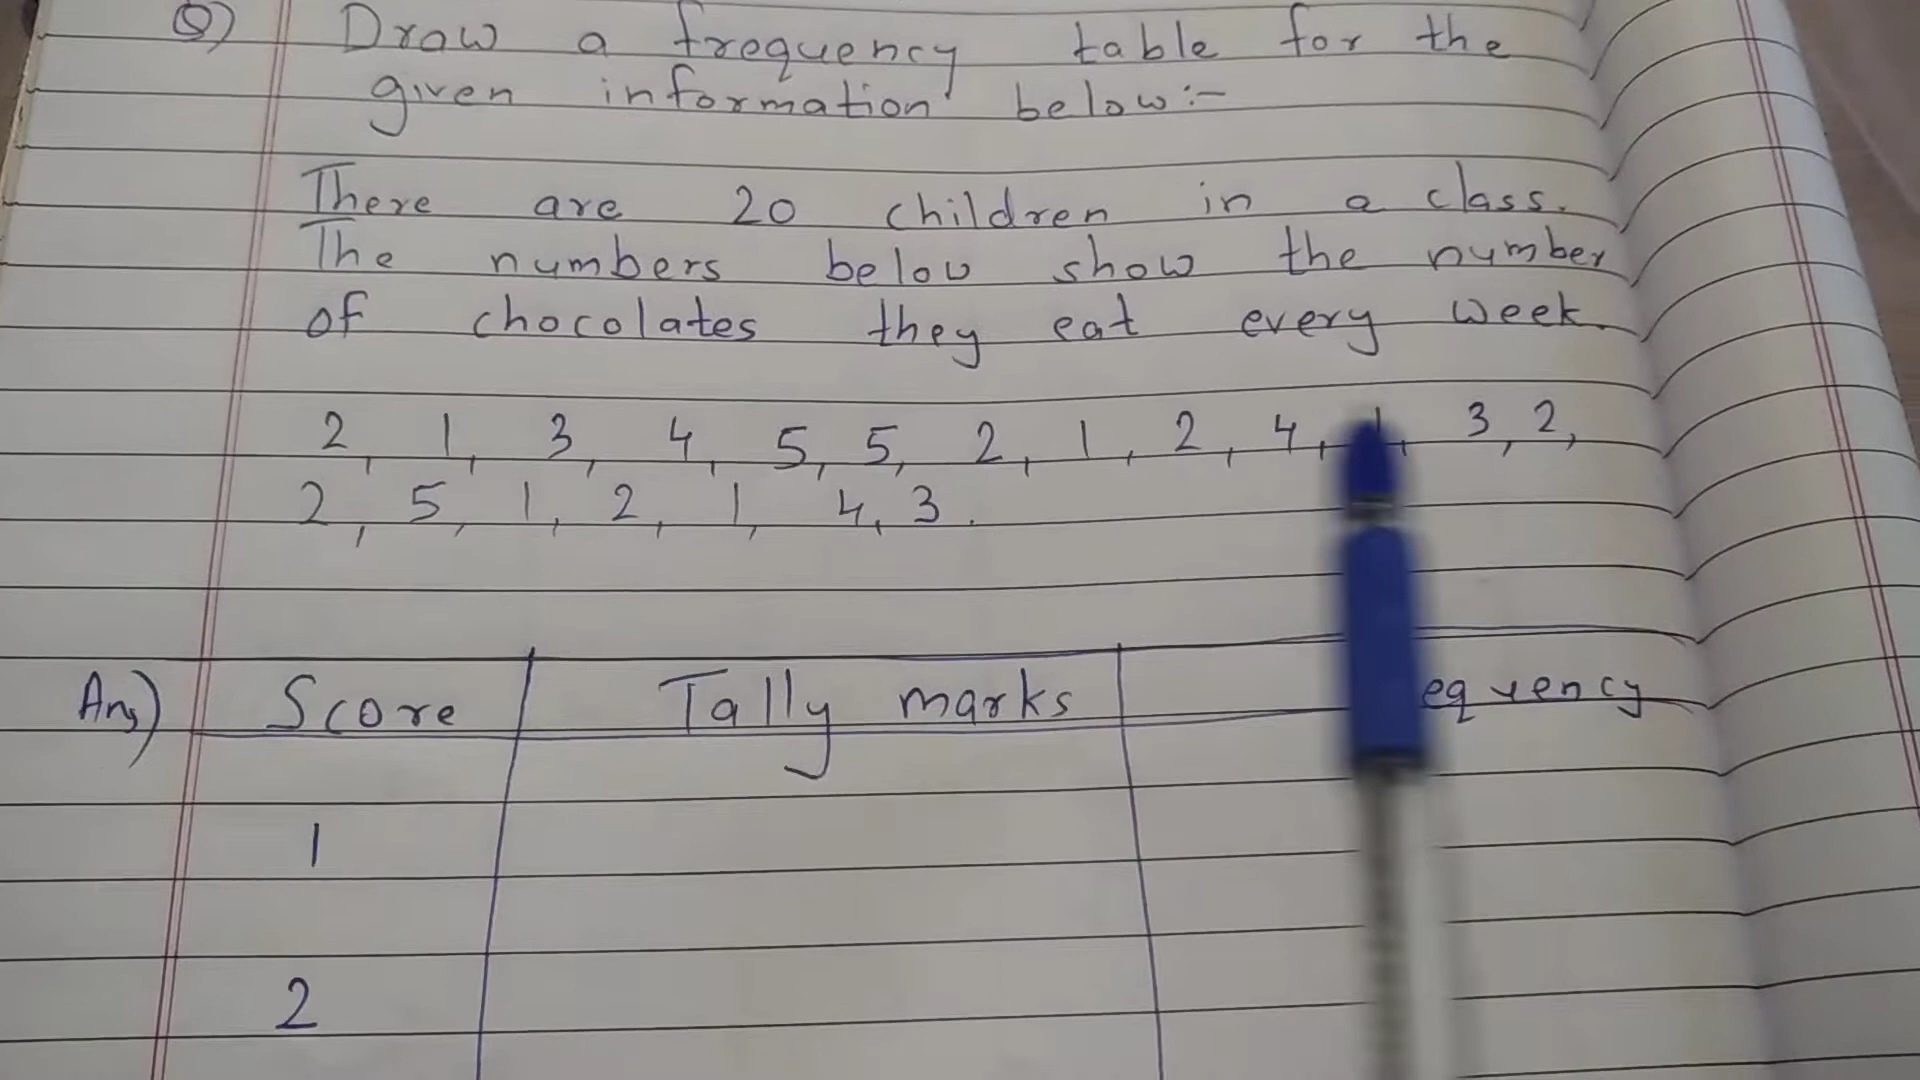 Q) Draw a frequency table for the
given information below:-
There are 20 children in a class.
The numbers below show the number
of chocolates they eat every week.
2, 1, 3, 4, 5, 5, 2, 1, 2, 4, 1, 3, 2,
2, 5, 1, 2, 1, 4, 3.
Ans) Score Tally marks equency
1
2